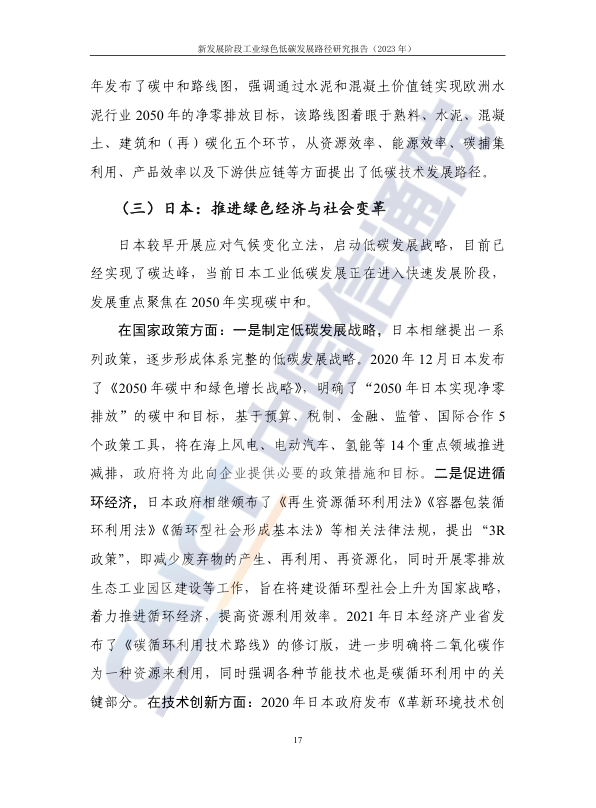 新发展阶段工业绿色低碳发展路径研究报告（2023 年）
年发布了碳中和路线图，强调通过水泥和混凝土价值链实现欧洲水
泥行业 2050 年的净零排放目标，该路线图着眼于熟料、水泥、混凝
土、建筑和（再）碳化五个环节，从资源效率、能源效率、碳捕集
利用、产品效率以及下游供应链等方面提出了低碳技术发展路径。
（三）日本：推进绿色经济与社会变革
日本较早开展应对气候变化立法，启动低碳发展战略，目前已
经实现了碳达峰，当前日本工业低碳发展正在进入快速发展阶段，
发展重点聚焦在 2050 年实现碳中和。
在国家政策方面：一是制定低碳发展战略，日本相继提出一系
列政策，逐步形成体系完整的低碳发展战略。2020 年 12 月日本发布
了《2050 年碳中和绿色增长战略》，明确了“2050 年日本实现净零
排放”的碳中和目标，基于预算、税制、金融、监管、国际合作 5
个政策工具，将在海上风电、电动汽车、氢能等 14 个重点领域推进
减排，政府将为此向企业提供必要的政策措施和目标。二是促进循
环经济，日本政府相继颁布了《再生资源循环利用法》《容器包装循
环利用法》《循环型社会形成基本法》等相关法律法规，提出“3R
政策”，即减少废弃物的产生、再利用、再资源化，同时开展零排放
生态工业园区建设等工作，旨在将建设循环型社会上升为国家战略，
着力推进循环经济，提高资源利用效率。2021 年日本经济产业省发
布了《碳循环利用技术路线》的修订版，进一步明确将二氧化碳作
为一种资源来利用，同时强调各种节能技术也是碳循环利用中的关
键部分。在技术创新方面：2020 年日本政府发布《革新环境技术创
17
CAICT 中国信通院